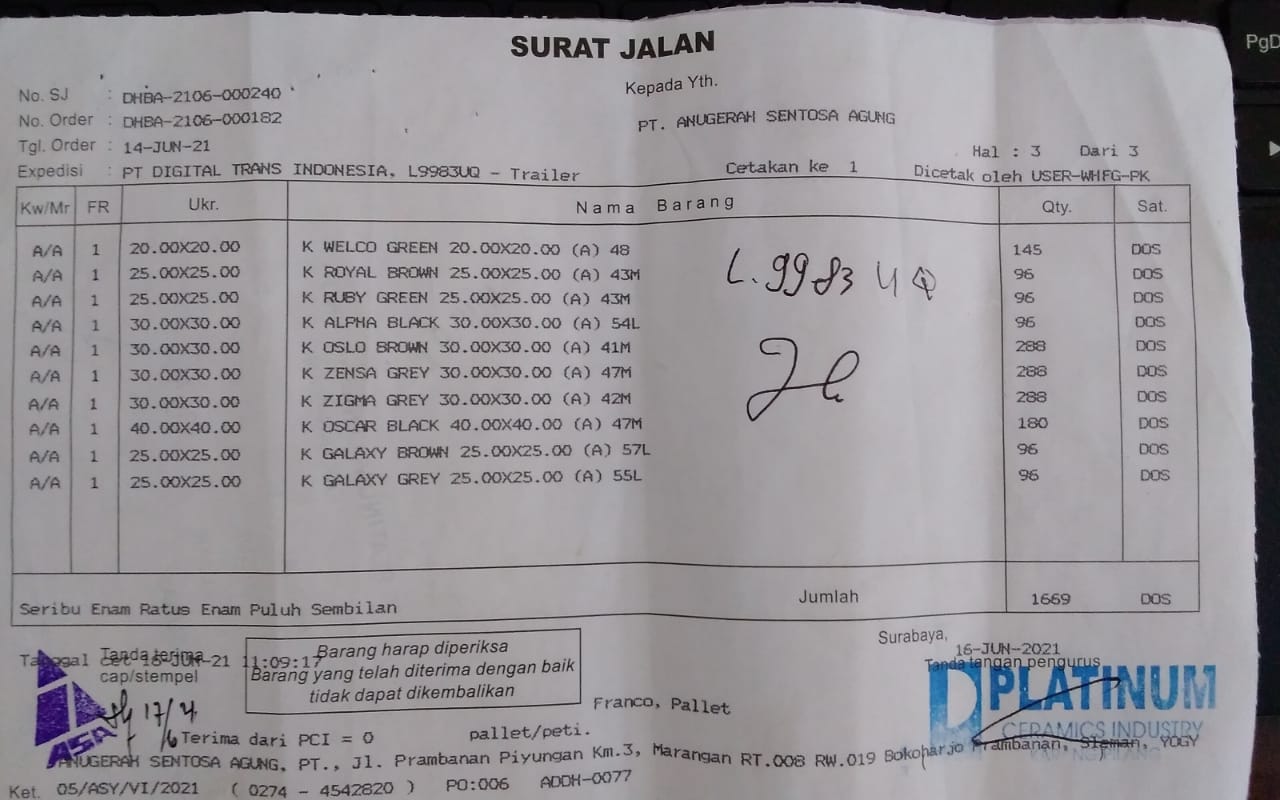 SURAT JALAN
No. SJ : DHBA-2106-000240
Kepada Yth.
No. Order : DHBA-2106-000182
PT. ANUGERAH SENTOSA AGUNG
Tgl. Order : 14-JUN-21
Hal : 3 Dari 3
Expedisi : PT DIGITAL TRANS INDONESIA, L9983UQ - Trailer
Cetakan ke 1
Dicetak oleh USER-WHFG-PK
Kw/Mr FR Ukr. Nama Barang Qty. Sat.
A/A 1 20.00X20.00 K WELCO GREEN 20.00X20.00 (A) 48 145 DOS
A/A 1 25.00X25.00 K ROYAL BROWN 25.00X25.00 (A) 43M 96 DOS
A/A 1 25.00X25.00 K RUBY GREEN 25.00X25.00 (A) 43M 96 DOS
A/A 1 30.00X30.00 K ALPHA BLACK 30.00X30.00 (A) 54L 96 DOS
A/A 1 30.00X30.00 K OSLO BROWN 30.00X30.00 (A) 41M 288 DOS
A/A 1 30.00X30.00 K ZENSA GREY 30.00X30.00 (A) 47M 288 DOS
A/A 1 30.00X30.00 K ZIGMA GREY 30.00X30.00 (A) 42M 288 DOS
A/A 1 40.00X40.00 K OSCAR BLACK 40.00X40.00 (A) 47M 180 DOS
A/A 1 25.00X25.00 K GALAXY BROWN 25.00X25.00 (A) 57L 96 DOS
A/A 1 25.00X25.00 K GALAXY GREY 25.00X25.00 (A) 55L 96 DOS
L.9983 UQ
Seribu Enam Ratus Enam Puluh Sembilan Jumlah 1669 DOS
Surabaya,
16-JUN-2021
Tanda terima
Tanggal cet 16-JUN-21 11:09:17
cap/stempel
Barang harap diperiksa
Barang yang telah diterima dengan baik
tidak dapat dikembalikan
Tanda tangan pengurus
PLATINUM
CERAMICS INDUSTRY
Franco, Pallet
17/
6
ASA
Terima dari PCI = 0 pallet/peti.
ANUGERAH SENTOSA AGUNG, PT., Jl. Prambanan Piyungan Km.3, Marangan RT.008 RW.019 Bokoharjo Prambanan, Sleman, YOGY
Ket. 05/ASY/VI/2021 ( 0274 - 4542820 ) PO:006 ADDH-0077
PgD